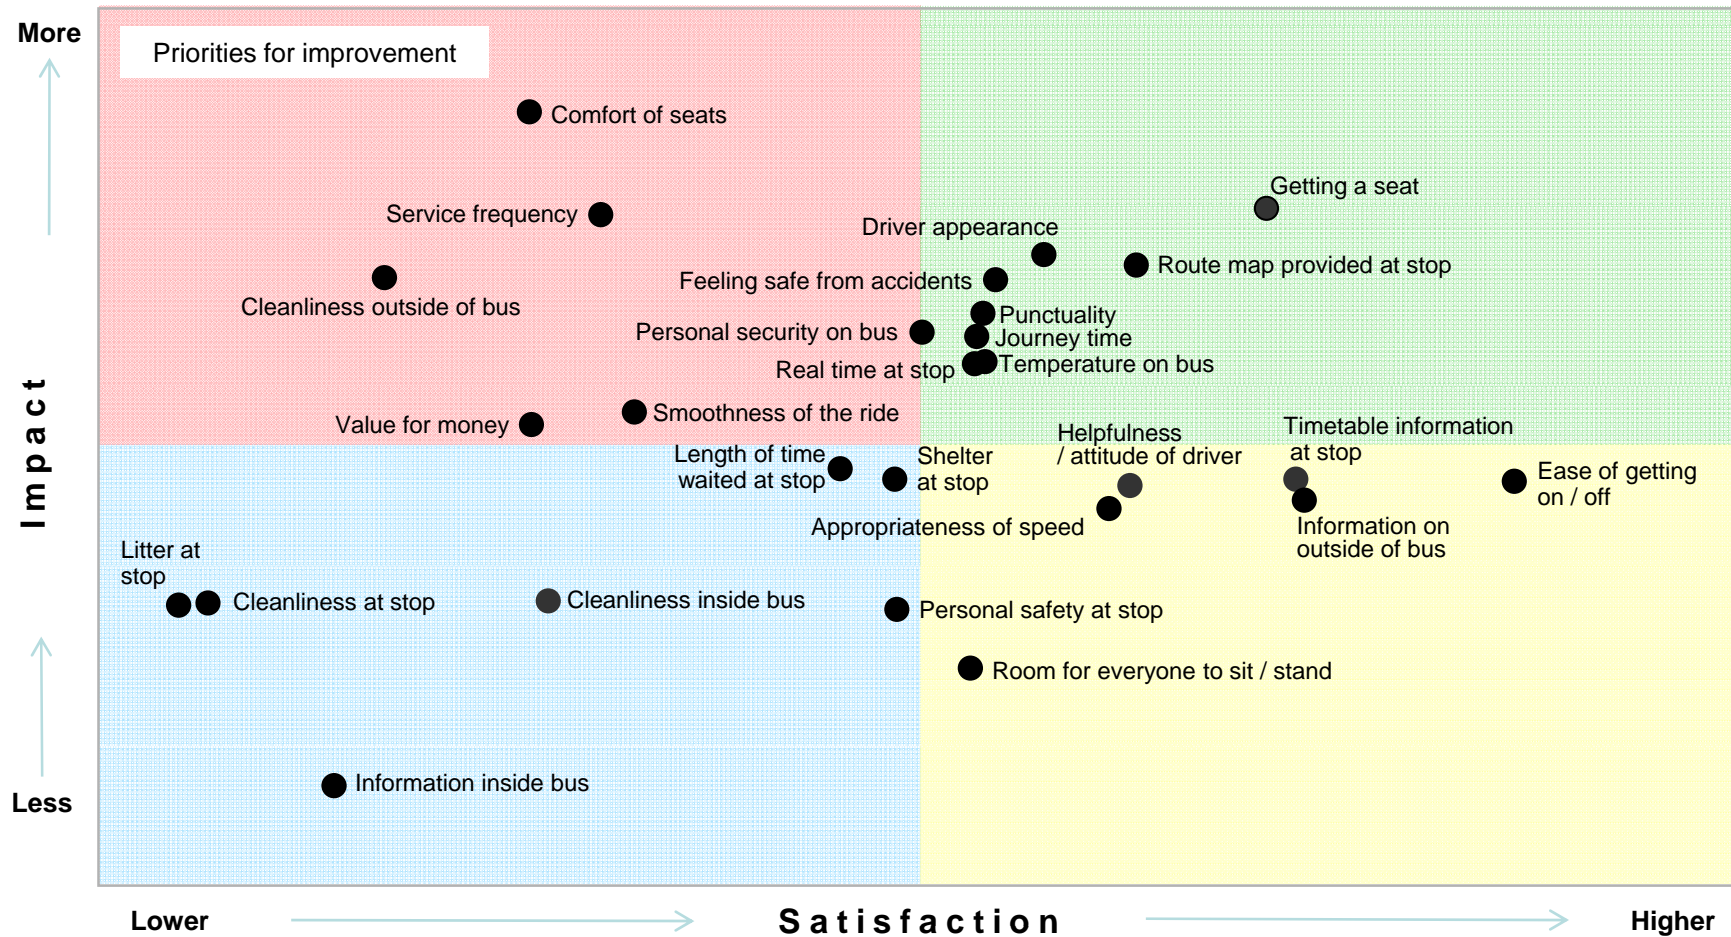 More
Priorities for improvement
Comfort of seats
Getting a seat
Service frequency
Driver appearance
Route map provided at stop
Feeling safe from accidents
Cleanliness outside of bus
Punctuality
Personal security on bus
Journey time
Real time at stop
Temperature on bus
Smoothness of the ride
Value for money
Impact
Length of time
waited at stop
Shelter
at stop
Helpfulness
/ attitude of driver
Timetable information
at stop
Ease of getting
on / off
Appropriateness of speed
Information on
outside of bus
Litter at
stop
Cleanliness at stop
Cleanliness inside bus
Personal safety at stop
Room for everyone to sit / stand
Information inside bus
Less
Lower
Satisfaction
Higher